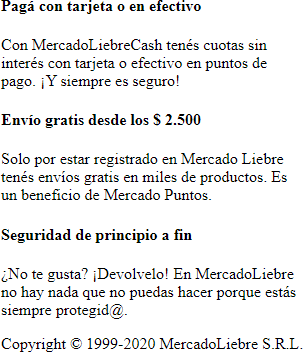 Pagá con tarjeta o en efectivo
Con MercadoLiebreCash tenés cuotas sin
interés con tarjeta o efectivo en puntos de
pago. ¡Y siempre es seguro!
Envío gratis desde los $ 2.500
Solo por estar registrado en Mercado Liebre
tenés envíos gratis en miles de productos. Es
un beneficio de Mercado Puntos.
Seguridad de principio a fin
¿No te gusta? ¡Devolvelo! En MercadoLiebre
no hay nada que no puedas hacer porque estás
siempre protegid@.
Copyright © 1999-2020 MercadoLiebre S.R.L.